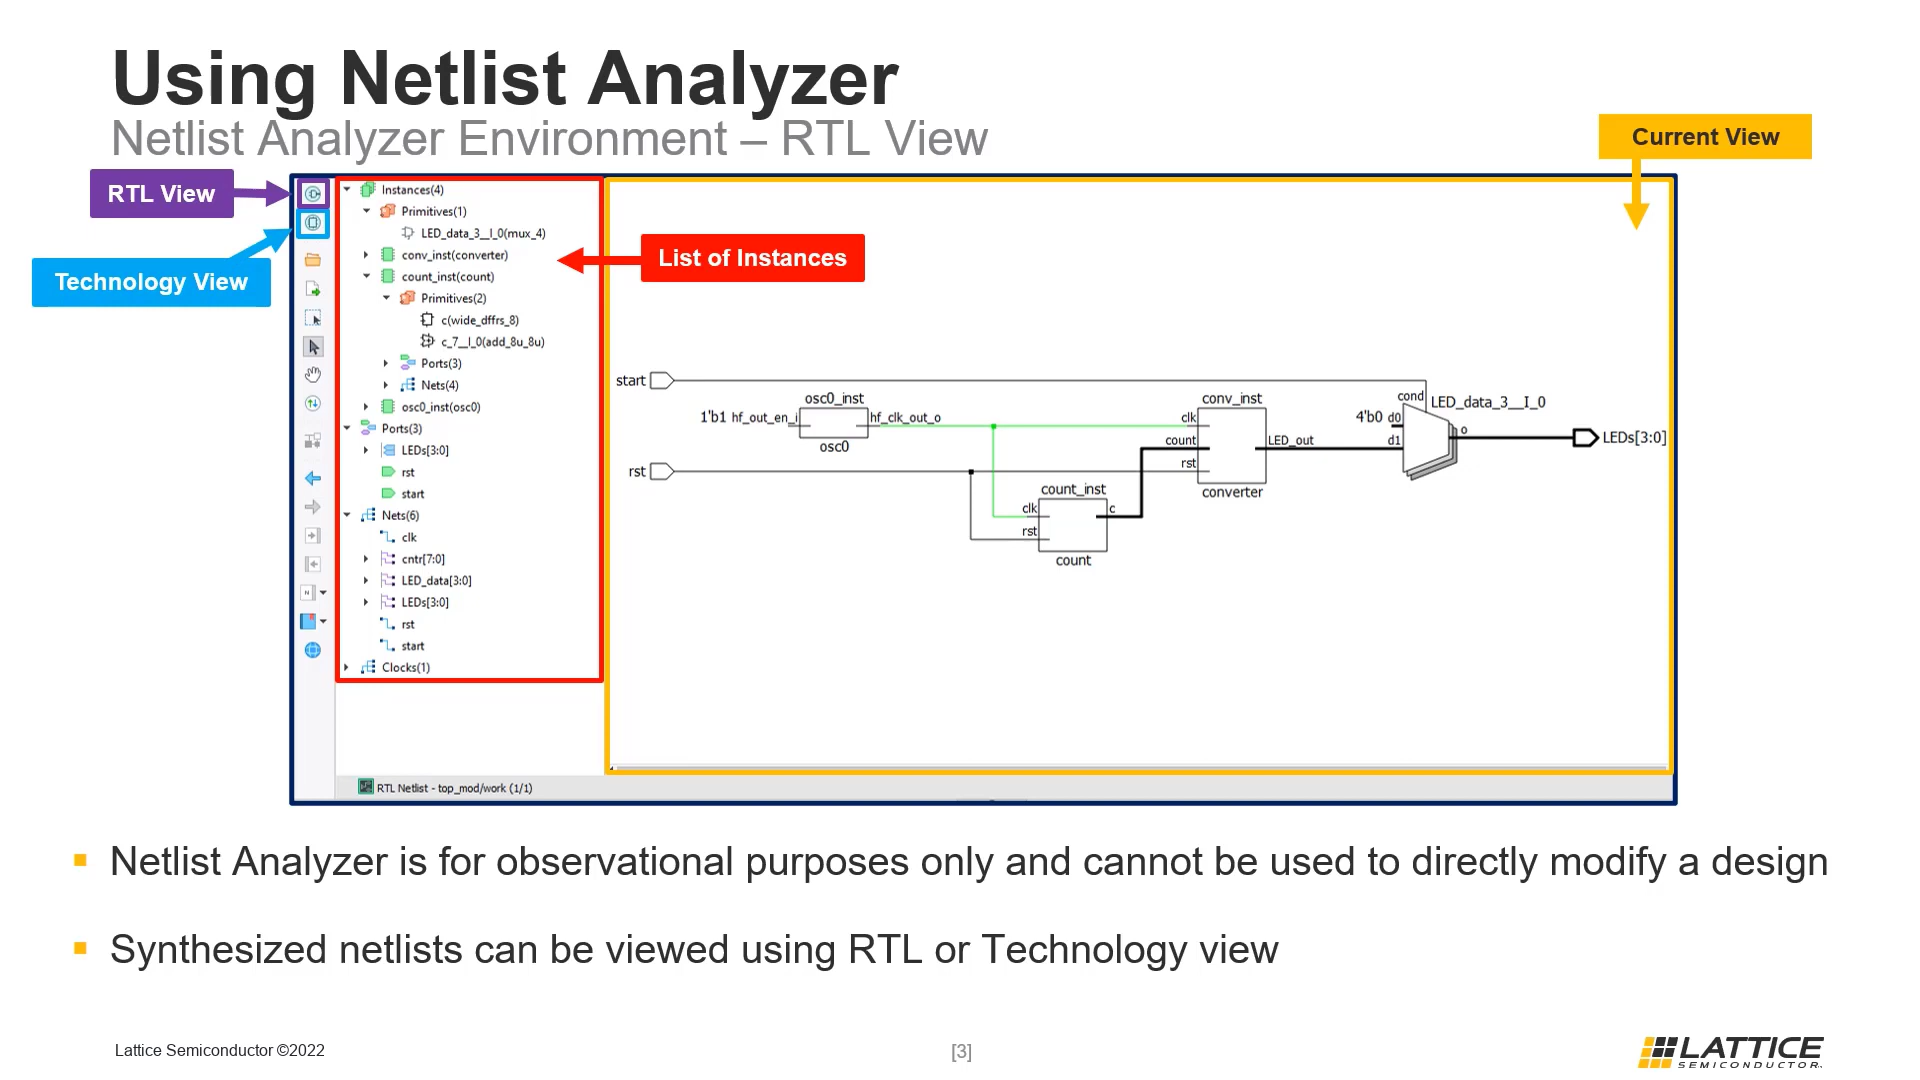 Using Netlist Analyzer
Netlist Analyzer Environment – RTL View
Current View
RTL View
Technology View
List of Instances
Instances(4)
Primitives(1)
LED_data_3__I_0(mux_4)
conv_inst(converter)
count_inst(count)
Primitives(2)
c(wide_dffrs_8)
c_7__I_0(add_8u_8u)
Ports(3)
Nets(4)
osc0_inst(osc0)
Ports(3)
LEDs[3:0]
rst
start
Nets(6)
clk
cntr[7:0]
LED_data[3:0]
LEDs[3:0]
rst
start
Clocks(1)
start
osc0_inst
1'b1 hf_out_en_i
hf_clk_out_o
osc0
rst
count_inst
clk
rst
c
count
conv_inst
clk
count
rst
LED_out
converter
cond
LED_data_3__I_0
4'b0 d0
d1
o
LEDs[3:0]
RTL Netlist - top_mod/work (1/1)
Netlist Analyzer is for observational purposes only and cannot be used to directly modify a design
Synthesized netlists can be viewed using RTL or Technology view
Lattice Semiconductor ©2022
[3]
LATTICE
SEMICONDUCTOR